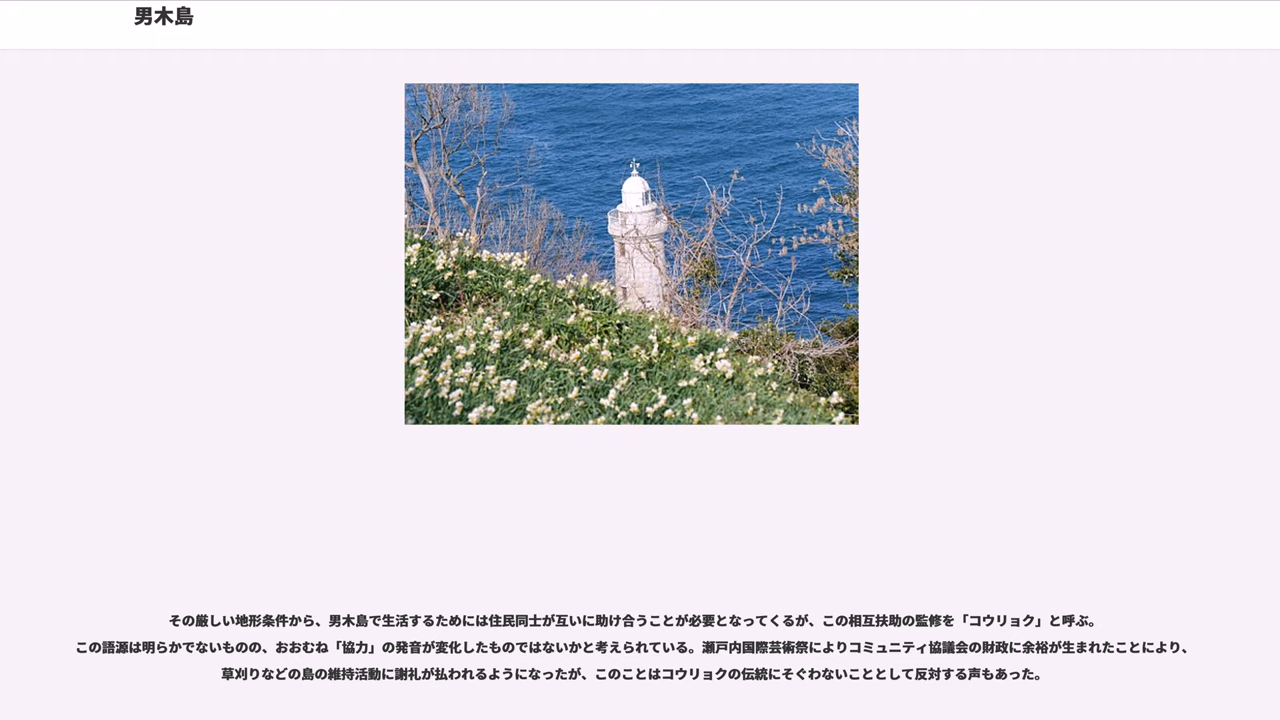 男木島
その厳しい地形条件から、男木島で生活するためには住民同士が互いに助け合うことが必要となってくるが、この相互扶助の監修を「コウリョク」と呼ぶ。
この語源は明らかでないものの、おおむね「協力」の発音が変化したものではないかと考えられている。瀬戸内国際芸術祭によりコミュニティ協議会の財政に余裕が生まれたことにより、
草刈りなどの島の維持活動に謝礼が払われるようになったが、このことはコウリョクの伝統にそぐわないこととして反対する声もあった。